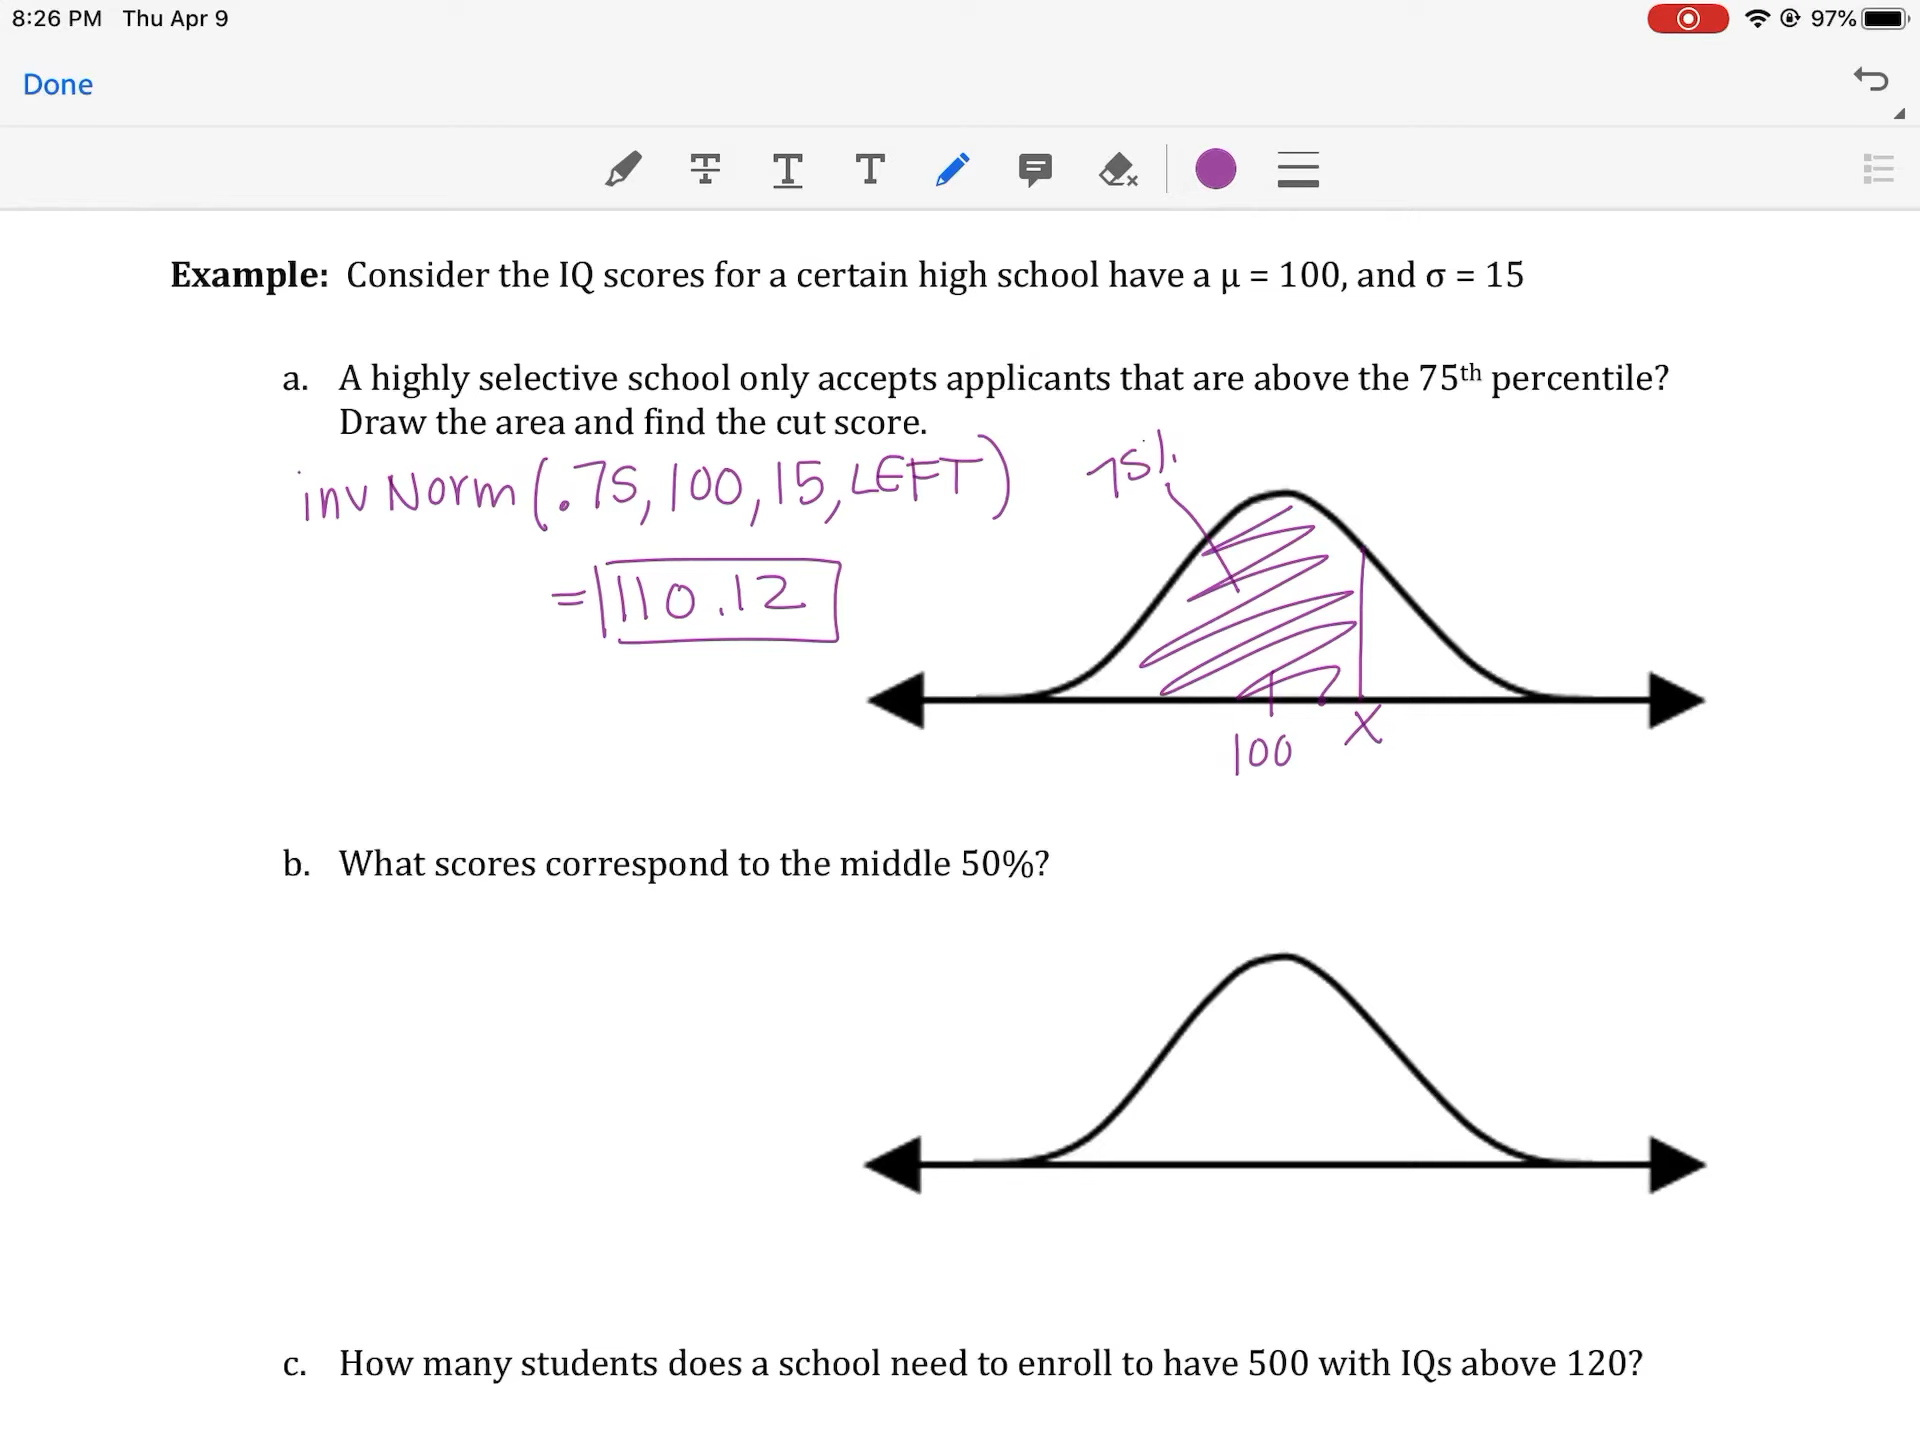 8:26 PM Thu Apr 9
97%
Done
T T T
Example: Consider the IQ scores for a certain high school have a μ = 100, and σ = 15
a. A highly selective school only accepts applicants that are above the 75th percentile?
Draw the area and find the cut score.
invNorm(.75,100,15,LEFT)
75%
=110.12
100
X
b. What scores correspond to the middle 50%?
c. How many students does a school need to enroll to have 500 with IQs above 120?